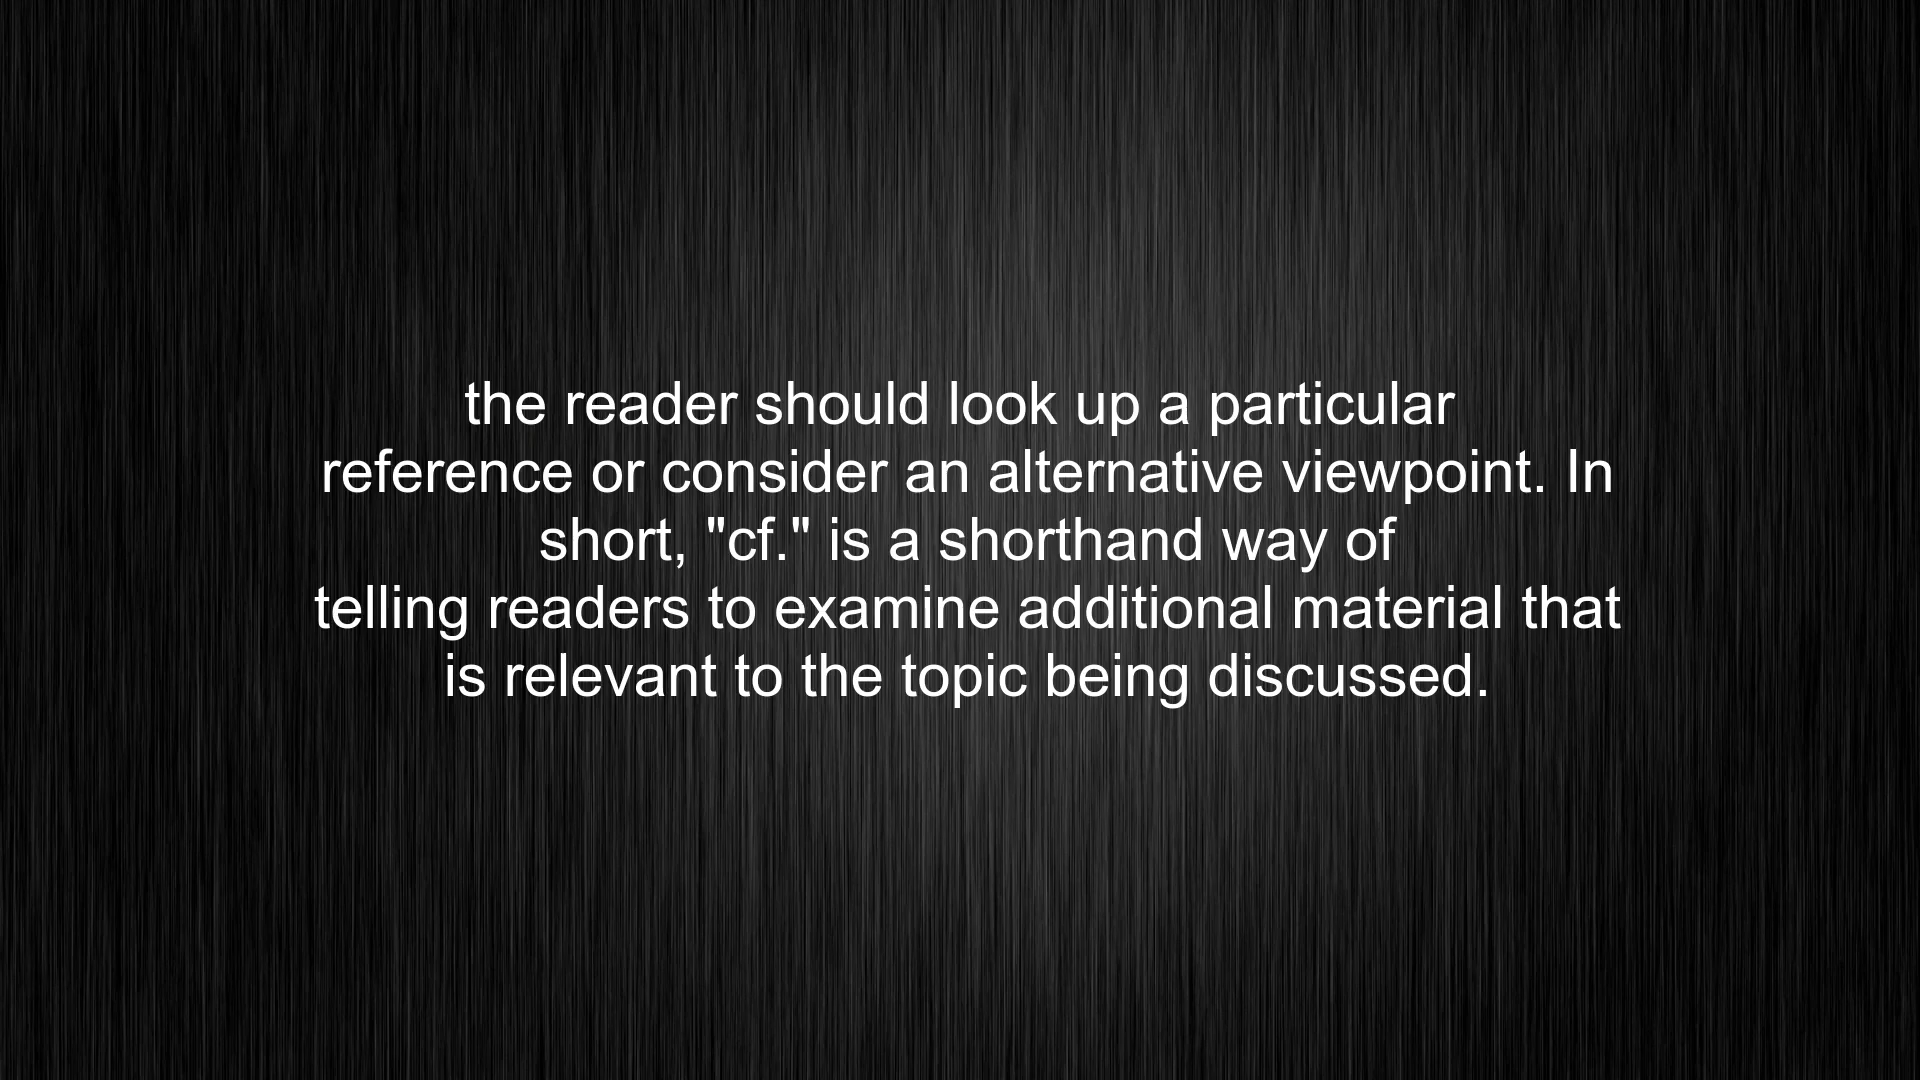 the reader should look up a particular
reference or consider an alternative viewpoint. In
short, "cf." is a shorthand way of
telling readers to examine additional material that
is relevant to the topic being discussed.